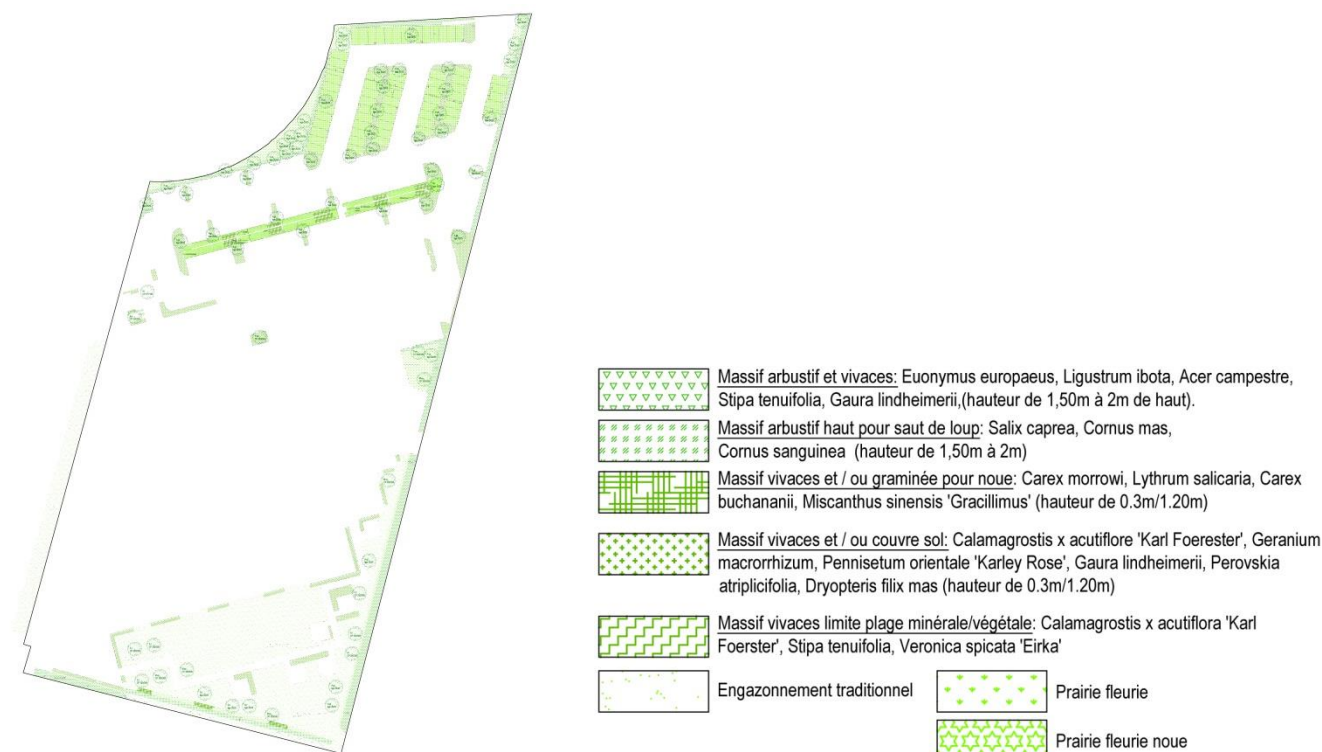 Massif arbustif et vivaces: Euonymus europaeus, Ligustrum ibota, Acer campestre,
Stipa tenuifolia, Gaura lindheimerii,(hauteur de 1,50m à 2m de haut).
Massif arbustif haut pour saut de loup: Salix caprea, Cornus mas,
Cornus sanguinea (hauteur de 1,50m à 2m)
Massif vivaces et / ou graminée pour noue: Carex morrowi, Lythrum salicaria, Carex
buchananii, Miscanthus sinensis 'Gracillimus' (hauteur de 0.3m/1.20m)
Massif vivaces et / ou couvre sol: Calamagrostis x acutiflore 'Karl Foerester', Geranium
macrorrhizum, Pennisetum orientale 'Karley Rose', Gaura lindheimerii, Perovskia
atriplicifolia, Dryopteris filix mas (hauteur de 0.3m/1.20m)
Massif vivaces limite plage minérale/végétale: Calamagrostis x acutiflora 'Karl
Foerster', Stipa tenuifolia, Veronica spicata 'Eirka'
Engazonnement traditionnel
Prairie fleurie
Prairie fleurie noue